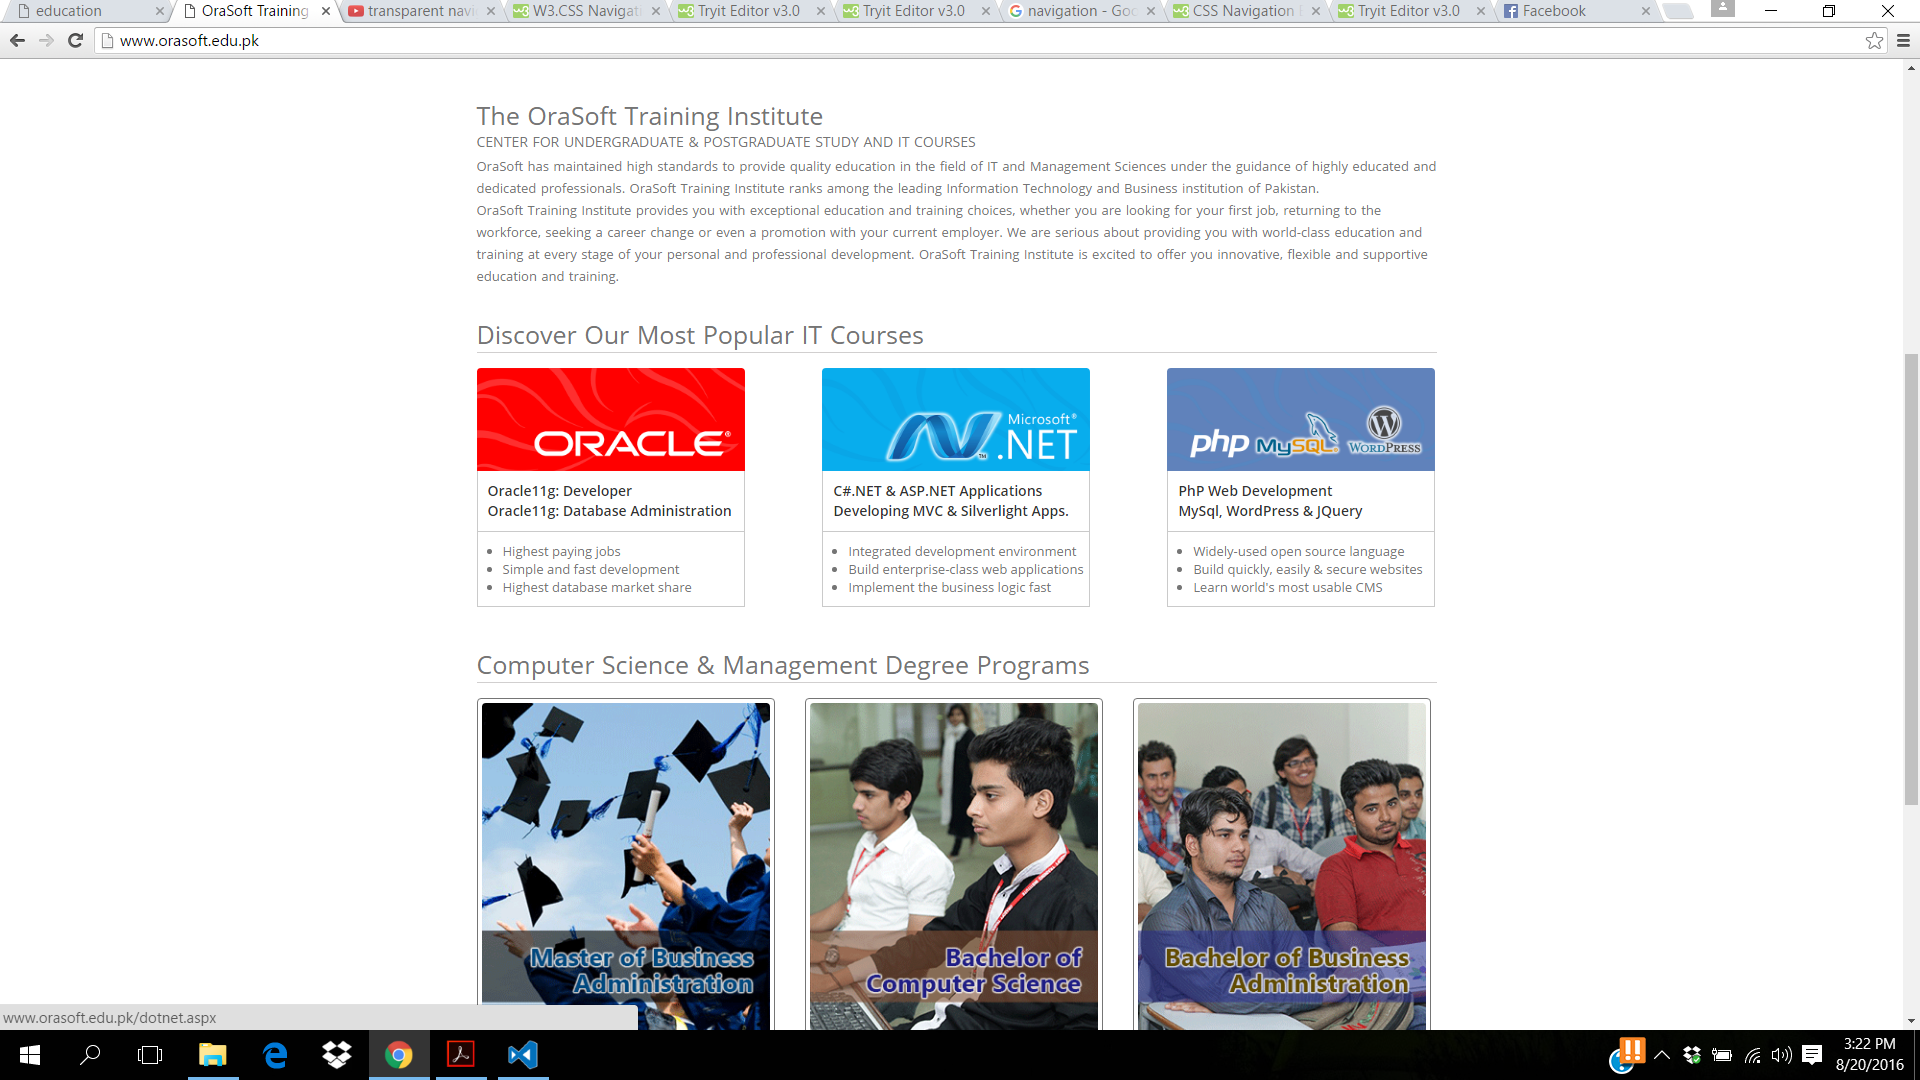 education
OraSoft Training
transparent navi
W3.CSS Navigat
Tryit Editor v3.0
Tryit Editor v3.0
navigation - Goo
CSS Navigation
Tryit Editor v3.0
Facebook
www.orasoft.edu.pk
The OraSoft Training Institute
CENTER FOR UNDERGRADUATE & POSTGRADUATE STUDY AND IT COURSES
OraSoft has maintained high standards to provide quality education in the field of IT and Management Sciences under the guidance of highly educated and
dedicated professionals. OraSoft Training Institute ranks among the leading Information Technology and Business institution of Pakistan.
OraSoft Training Institute provides you with exceptional education and training choices, whether you are looking for your first job, returning to the
workforce, seeking a career change or even a promotion with your current employer. We are serious about providing you with world-class education and
training at every stage of your personal and professional development. OraSoft Training Institute is excited to offer you innovative, flexible and supportive
education and training.
Discover Our Most Popular IT Courses
ORACLE®
Oracle11g: Developer
Oracle11g: Database Administration
Highest paying jobs
Simple and fast development
Highest database market share
Microsoft®
.NET
C#.NET & ASP.NET Applications
Developing MVC & Silverlight Apps.
Integrated development environment
Build enterprise-class web applications
Implement the business logic fast
php MySQL WORDPRESS
PhP Web Development
MySql, WordPress & JQuery
Widely-used open source language
Build quickly, easily & secure websites
Learn world's most usable CMS
Computer Science & Management Degree Programs
Master of Business
Administration
Bachelor of
Computer Science
Bachelor of Business
Administration
www.orasoft.edu.pk/dotnet.aspx
3:22 PM
8/20/2016